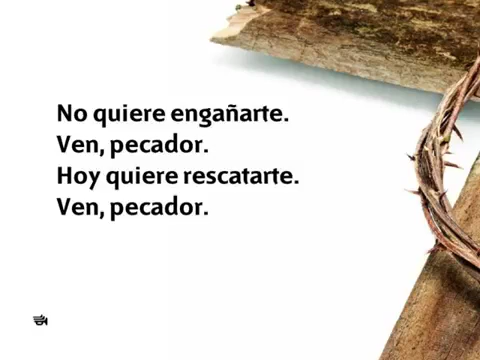 No quiere engañarte.
Ven, pecador.
Hoy quiere rescatarte.
Ven, pecador.